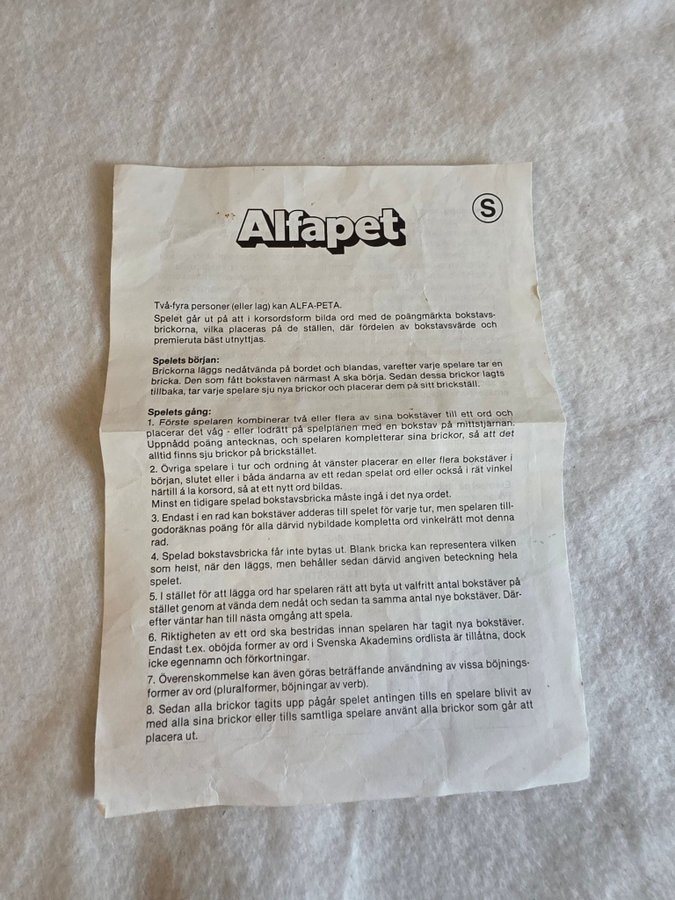 Alfapet
S
Två-fyra personer (eller lag) kan ALFA-PETA.
Spelet går ut på att i korsordsform bilda ord med de poängmärkta bokstavs-
brickorna, vilka placeras på de ställen, där fördelen av bokstavsvärde och
premieruta bäst utnyttjas.
Spelets början:
Brickorna läggs nedåtvända på bordet och blandas, varefter varje spelare tar en
bricka. Den som fått bokstaven närmast A ska börja. Sedan dessa brickor lagts
tillbaka, tar varje spelare sju nya brickor och placerar dem på sitt brickställ.
Spelets gång:
1. Förste spelaren kombinerar två eller flera av sina bokstäver till ett ord och
placerar det våg - eller lodrätt på spelplanen med en bokstav på mittstjärnan.
Uppnådd poäng antecknas, och spelaren kompletterar sina brickor, så att det
alltid finns sju brickor på brickstället.
2. Övriga spelare i tur och ordning åt vänster placerar en eller flera bokstäver i
början, slutet eller i båda ändarna av ett redan spelat ord eller också i rät vinkel
härtill á la korsord, så at ett nytt ord bildas.
Minst en tidigare spelad bokstavsbricka måste ingå i det nya ordet.
3. Endast i en rad kan bokstäver adderas till spelet för varje tur, men spelaren till-
godoräknas poäng för alla därvid nybildade kompletta ord vinkelrätt mot denna
rad.
4. Spelad bokstavsbricka får inte bytas ut. Blank bricka kan representera vilken
som helst, när den läggs, men behåller sedan därvid angiven beteckning hela
spelet.
5. I stället för att lägga ord har spelaren rätt att byta ut valfritt antal bokstäver på
stället genom at vända dem nedåt och sedan ta samma antal nye bokstäver. Där-
efter väntar han till nästa omgång att spela.
6. Riktigheten av ett ord ska bestridas innan spelaren har tagit nya bokstäver.
Endast t.ex. oböjda former av ord i Svenska Akademins ordlista är tillåtna, dock
icke egennamn och förkortningar.
7. Överenskommelse kan även göras beträffande användning av vissa böjnings-
former av ord (pluralformer, böjningar av verb).
8. Sedan alla brickor tagits upp pågår spelet antingen tills en spelare blivit av
med alla sina brickor eller tills samtliga spelare använt alla brickor som går att
placera ut.